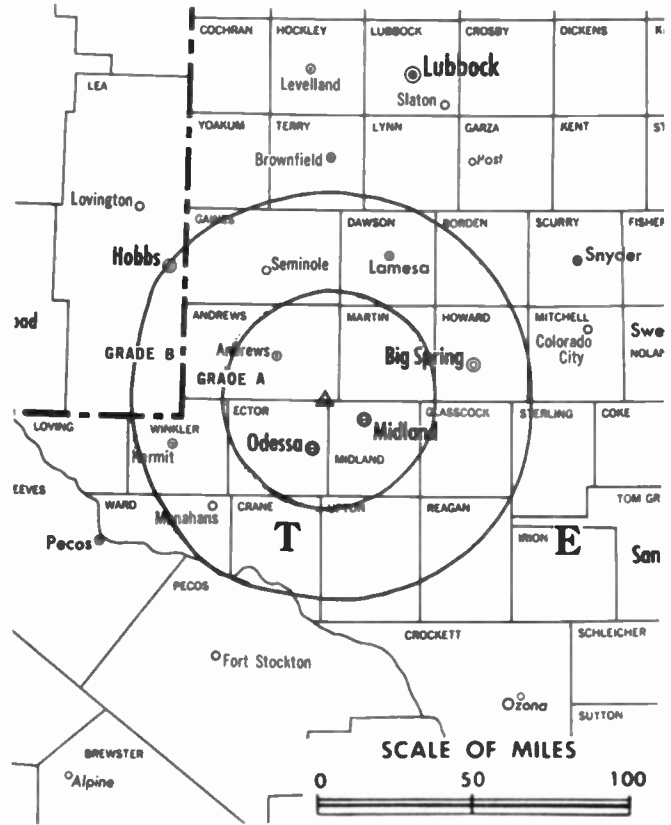 COCHRAN HOCKLEY LUBBOCK CROSBY DICKENS
Lubbock
Levelland
LEA
Slaton
YOAKUM TERRY LYNN GARZA KENT
Brownfield Post
Lovington
GAINES DAWSON BORDEN SCURRY FISHER
Hobbs Seminole Lamesa Snyder
ANDREWS MARTIN HOWARD MITCHELL
oad Colorado Swe
City
GRADE B Andrews Big Spring NOLAN
GRADE A
ECTOR GLASSCOCK STERLING COKE
LOVING WINKLER Midland
Kermit Odessa MIDLAND
EEVES WARD CRANE UPTON REAGAN TOM GR
Monahans
T E
Pecos IRION San
PECOS
CROCKETT SCHLEICHER
Fort Stockton
Ozona
SUTTON
BREWSTER SCALE OF MILES
Alpine
0 50 100